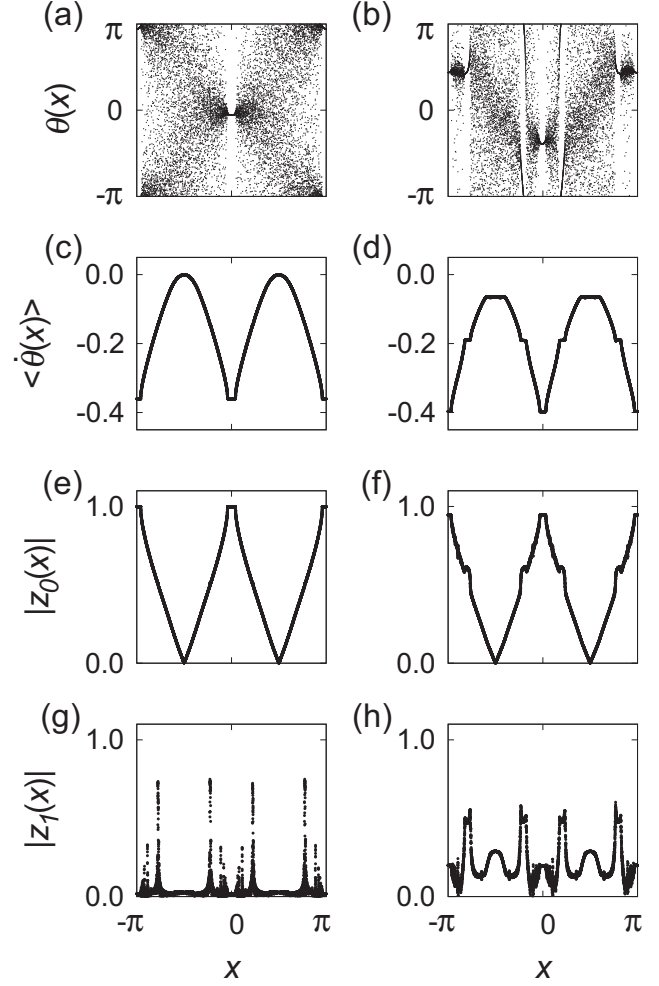 (a) (b)
π π
θ(x) 0 0
-π -π
(c) (d)
0.0 0.0
<θ̇(x)> -0.2 -0.2
-0.4 -0.4
(e) (f)
1.0 1.0
|z₀(x)|
0.0 0.0
(g) (h)
1.0 1.0
|z₁(x)|
0.0 0.0
-π 0 π -π 0 π
x x